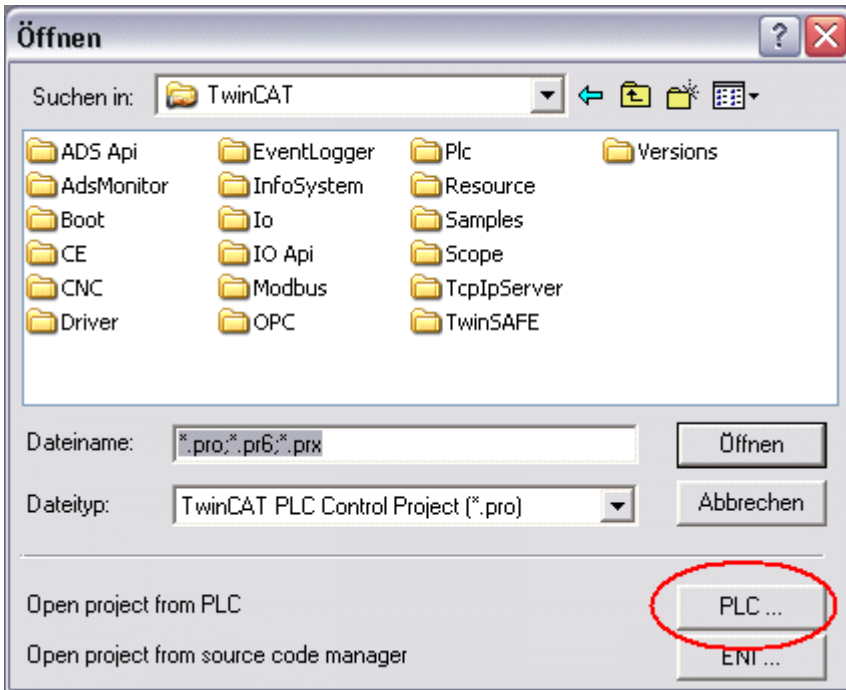 Öffnen
Suchen in: TwinCAT
ADS Api EventLogger Plc Versions
AdsMonitor InfoSystem Resource
Boot Io Samples
CE IO Api Scope
CNC Modbus TcpIpServer
Driver OPC TwinSAFE
Dateiname: *.pro;*.pr6;*.prx Öffnen
Dateityp: TwinCAT PLC Control Project (*.pro) Abbrechen
Open project from PLC PLC ...
Open project from source code manager ENI ...